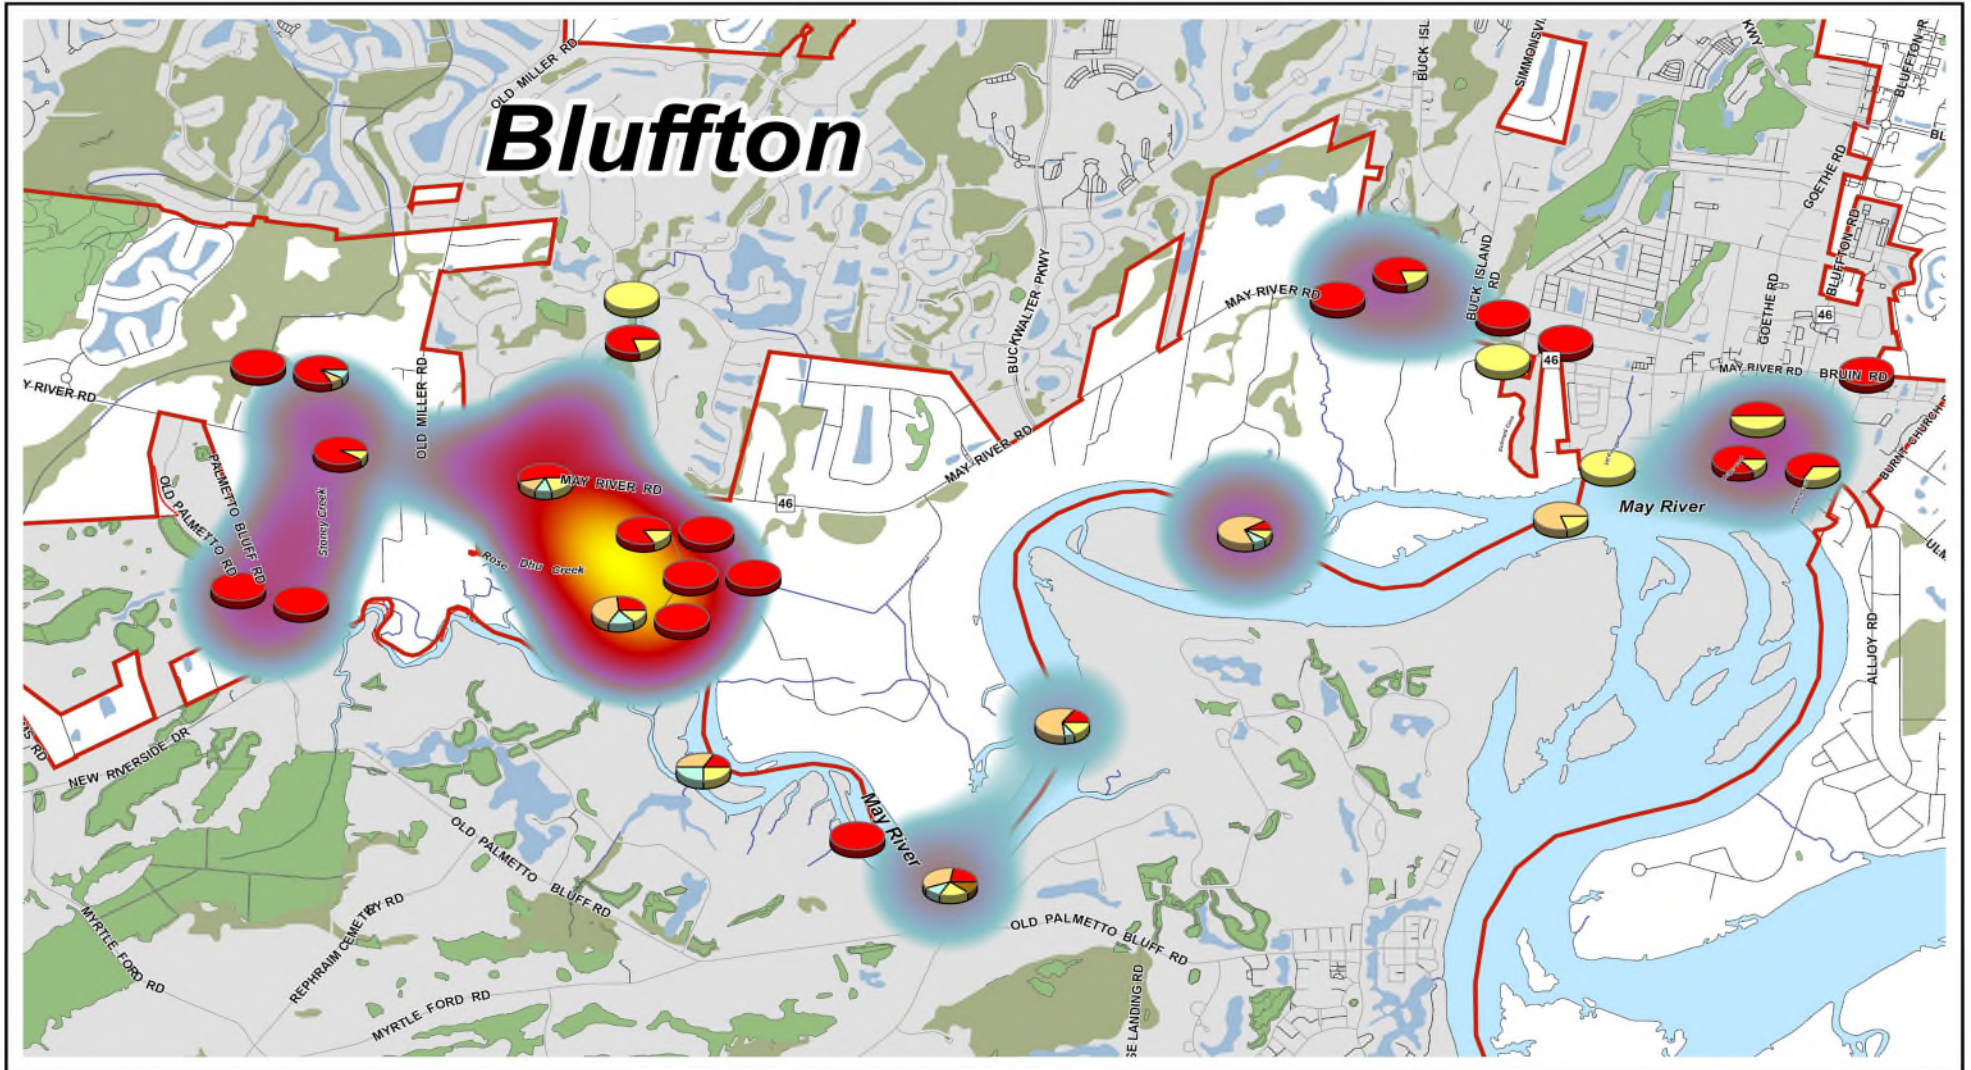 OLD MILLER RD
BUCK ISL
SIMMONSVI
KWY
BLUFFTON R
Bluffton
BL
GOETHE RD
BLUFFTON RD
BUCKWALTER PKWY
MAY RIVER RD
BUCK ISLAND
RD
GOETHE RD
46
46
MAY RIVER RD
BRUIN RD
OLD MILLER RD
Y RIVER RD
BURNT CHURCH
MAY RIVER RD
PALMETTO BLUFF RD
OLD PALMETTO RD
Stoney Creek
MAY RIVER RD
46
May River
Rose Dhu Creek
ULM
ALLJOY RD
NEW RIVERSIDE DR
May River
OLD PALMETTO BLUFF RD
MYRTLE FORD RD
REPHRAIM CEMETRY RD
OLD PALMETTO BLUFF RD
MYRTLE FORD RD
SE LANDING RD